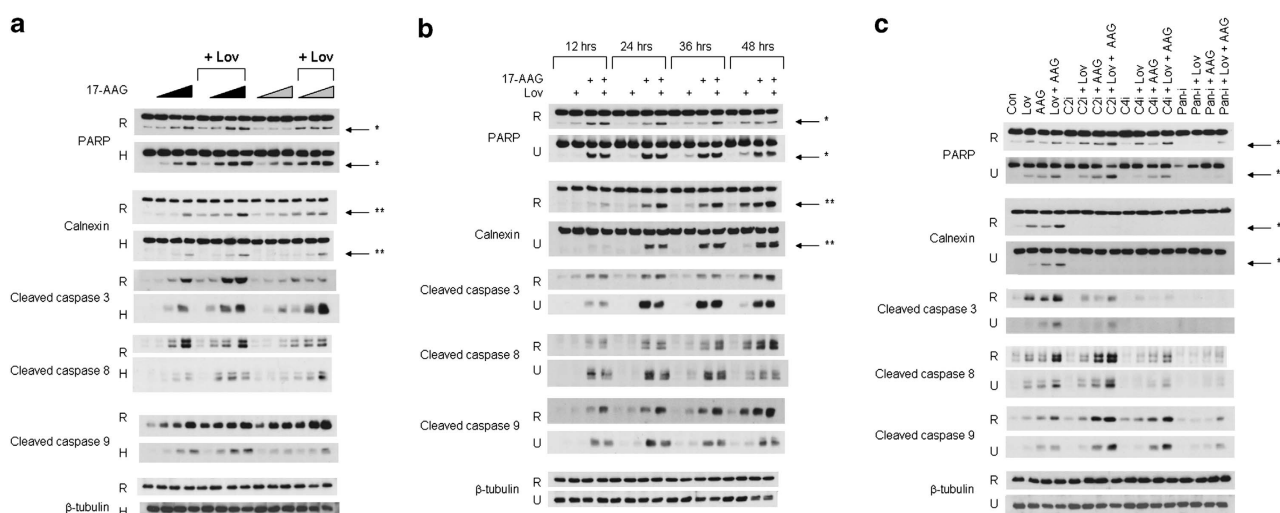 a
+ Lov
+ Lov
17-AAG
R
PARP
*
H
*
R
Calnexin
**
H
**
R
Cleaved caspase 3
H
R
Cleaved caspase 8
H
R
Cleaved caspase 9
H
R
β-tubulin
H
b
12 hrs 24 hrs 36 hrs 48 hrs
17-AAG + + + + + + + +
Lov + + + + + + + +
R
PARP
*
U
*
R
**
Calnexin
U
**
R
Cleaved caspase 3
U
R
Cleaved caspase 8
U
R
Cleaved caspase 9
U
R
β-tubulin
U
c
Con
Lov
AAG
Lov + AAG
C2i
C2i + Lov
C2i + AAG
C2i + Lov + AAG
C4i
C4i + Lov
C4i + AAG
C4i + Lov + AAG
Pan-i
Pan-i + Lov
Pan-i + AAG
Pan-i + Lov + AAG
R
PARP
*
U
*
R
Calnexin
*
U
*
R
Cleaved caspase 3
U
R
Cleaved caspase 8
U
R
Cleaved caspase 9
U
R
β-tubulin
U